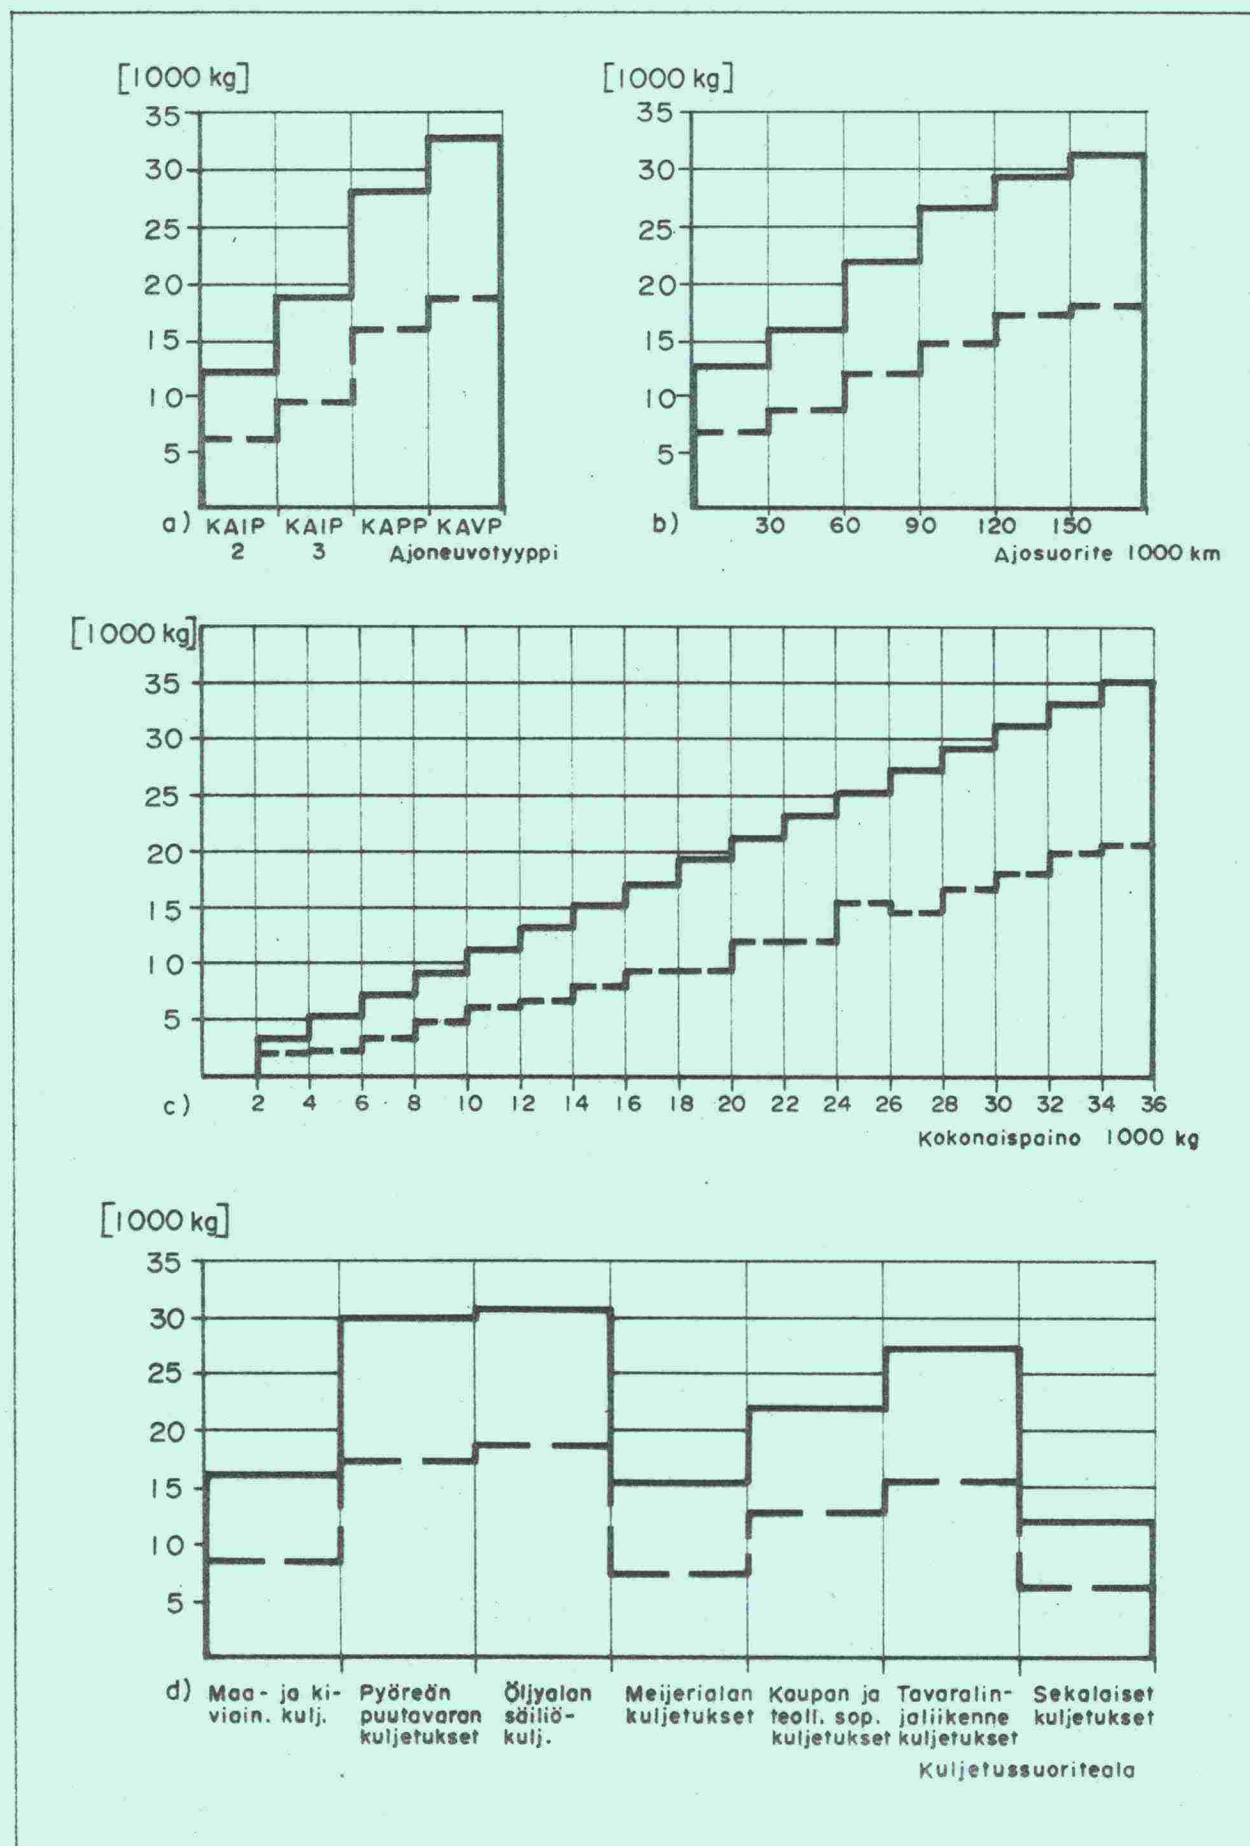 [1000 kg]
35
30
25
20
15
10
5
a) KAIP KAIP KAPP KAVP
2 3 Ajoneuvotyyppi
[1000 kg]
35
30
25
20
15
10
5
b) 30 60 90 120 150
Ajosuorite 1000 km
[1000 kg]
35
30
25
20
15
10
5
c) 2 4 6 8 10 12 14 16 18 20 22 24 26 28 30 32 34 36
Kokonaispaino 1000 kg
[1000 kg]
35
30
25
20
15
10
5
d) Maa- ja ki- Pyöreän Öljyalan Meijerialan Kaupan ja Tavaralin- Sekalaiset
viain. kulj. puutavaran säiliö- kuljetukset teoll. sop. jaliikenne kuljetukset
kuljetukset kulj. kuljetukset kuljetukset
Kuljetussuoriteala